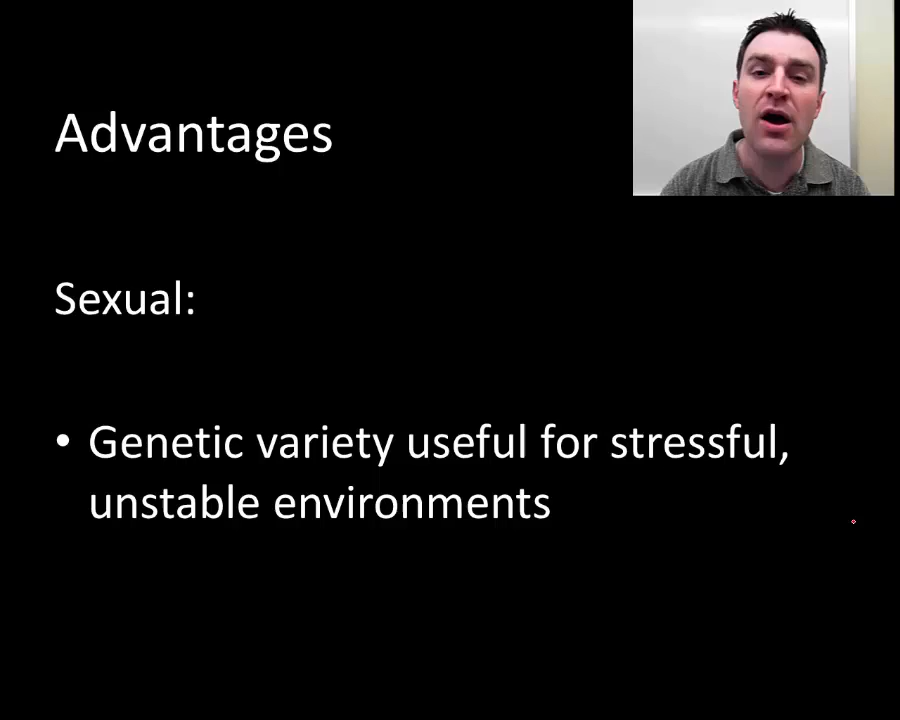 Advantages
Sexual:
• Genetic variety useful for stressful,
unstable environments